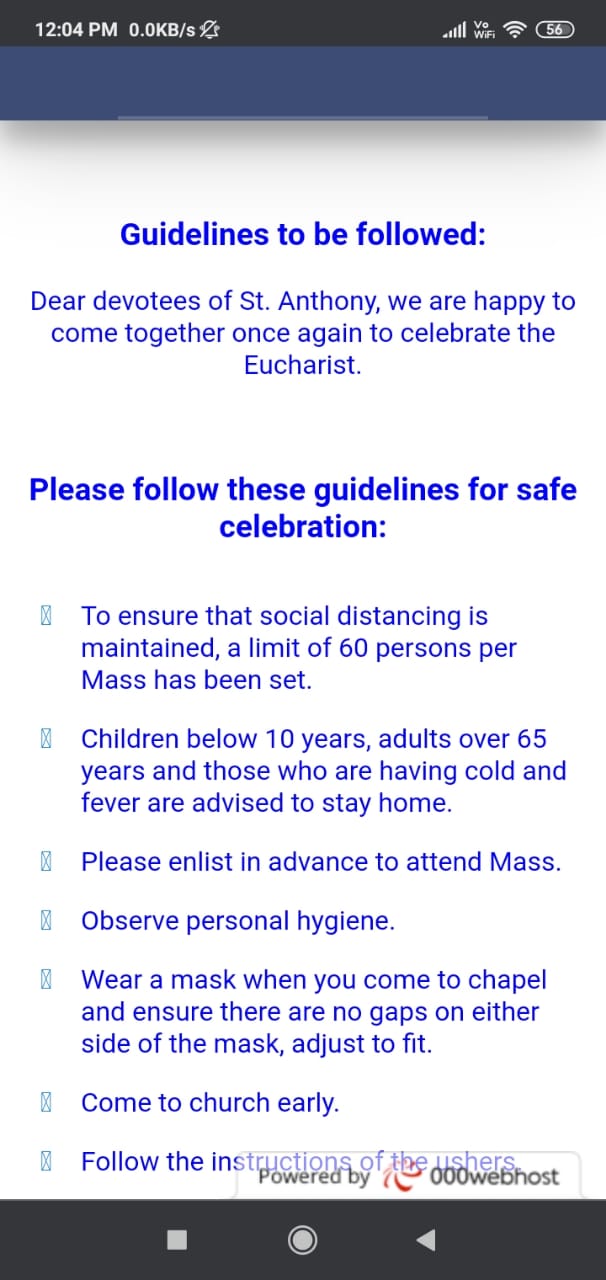 12:04 PM 0.0KB/s Vo WiFi 56
Guidelines to be followed:
Dear devotees of St. Anthony, we are happy to
come together once again to celebrate the
Eucharist.
Please follow these guidelines for safe
celebration:
To ensure that social distancing is
maintained, a limit of 60 persons per
Mass has been set.
Children below 10 years, adults over 65
years and those who are having cold and
fever are advised to stay home.
Please enlist in advance to attend Mass.
Observe personal hygiene.
Wear a mask when you come to chapel
and ensure there are no gaps on either
side of the mask, adjust to fit.
Come to church early.
Follow the instructions of the ushers.
Powered by 000webhost